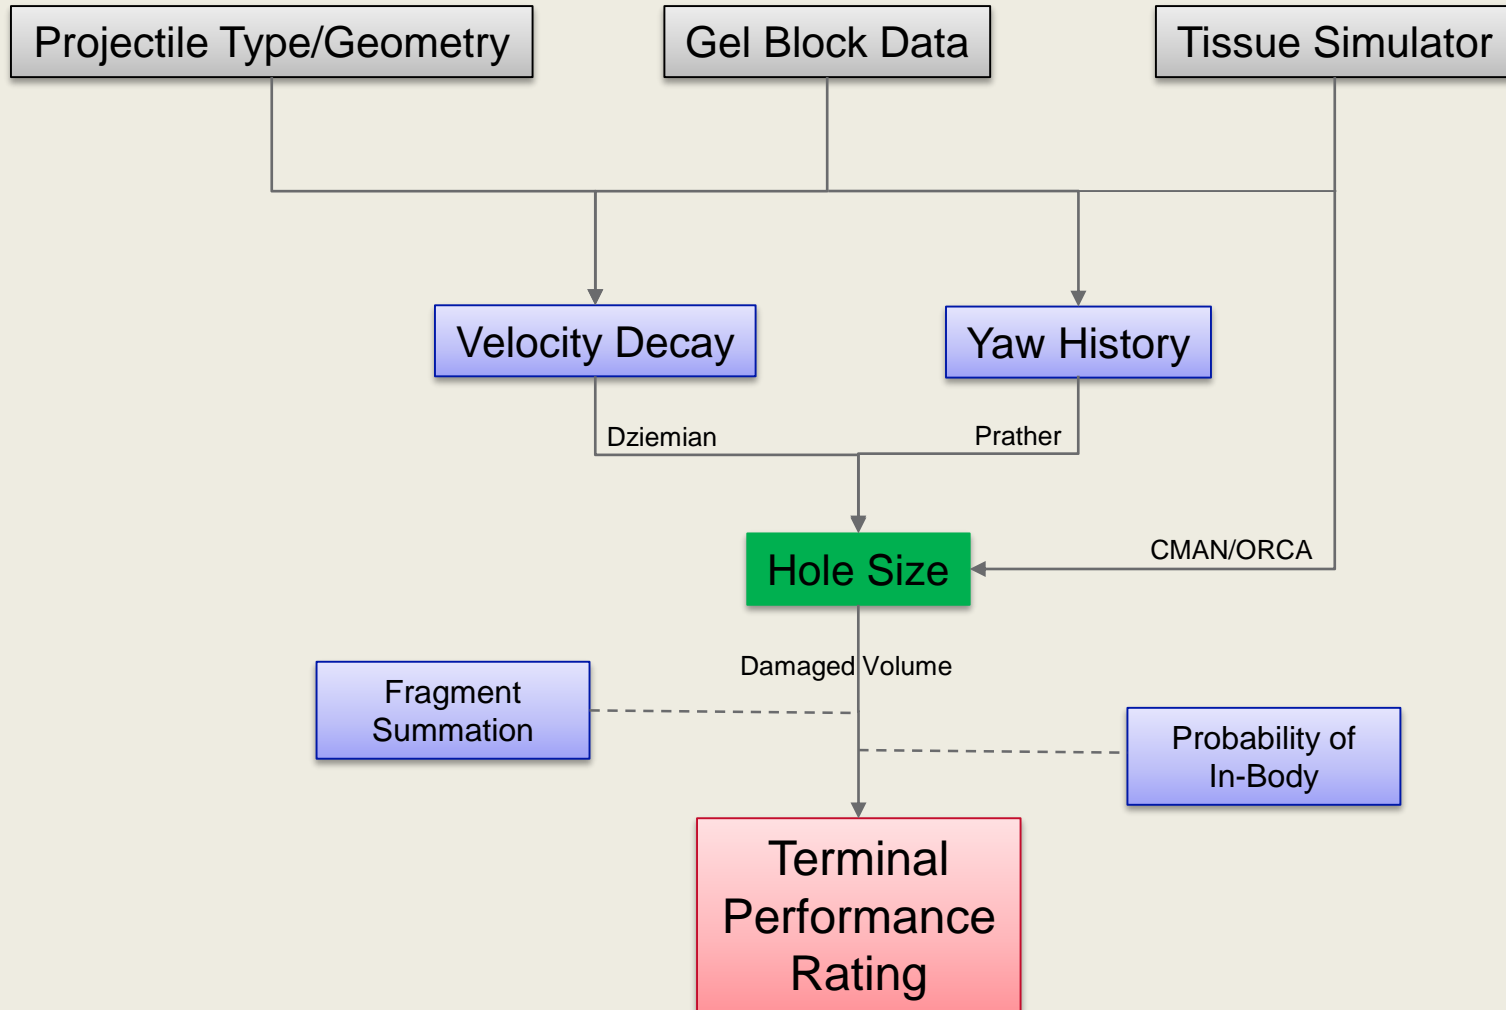 Projectile Type/Geometry
Gel Block Data
Tissue Simulator
Velocity Decay
Yaw History
Dziemian
Prather
Hole Size
CMAN/ORCA
Damaged Volume
Fragment
Summation
Probability of
In-Body
Terminal
Performance
Rating